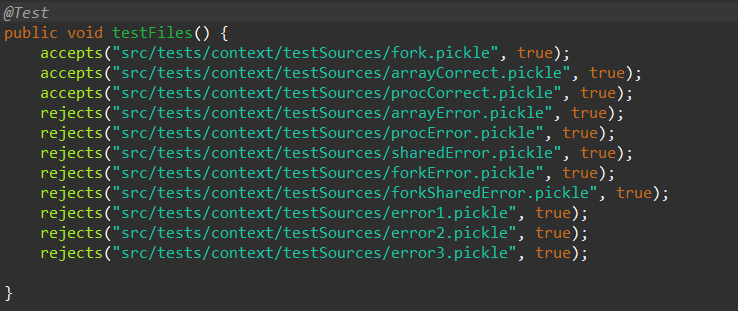 @Test
public void testFiles() {
    accepts("src/tests/context/testSources/fork.pickle", true);
    accepts("src/tests/context/testSources/arrayCorrect.pickle", true);
    accepts("src/tests/context/testSources/procCorrect.pickle", true);
    rejects("src/tests/context/testSources/arrayError.pickle", true);
    rejects("src/tests/context/testSources/procError.pickle", true);
    rejects("src/tests/context/testSources/sharedError.pickle", true);
    rejects("src/tests/context/testSources/forkError.pickle", true);
    rejects("src/tests/context/testSources/forkSharedError.pickle", true);
    rejects("src/tests/context/testSources/error1.pickle", true);
    rejects("src/tests/context/testSources/error2.pickle", true);
    rejects("src/tests/context/testSources/error3.pickle", true);
}